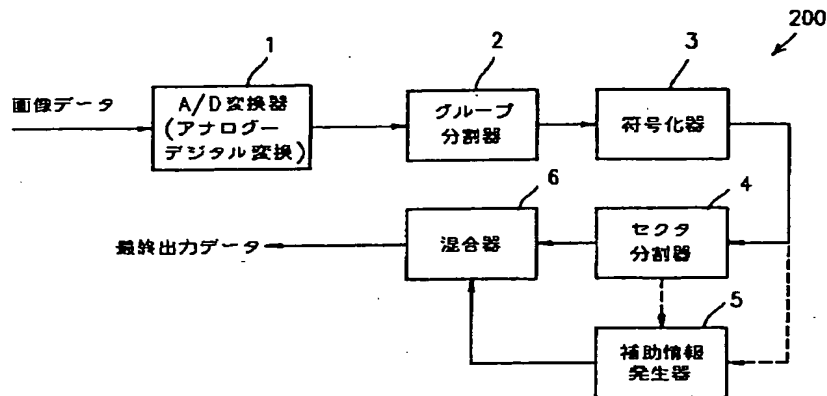 200
1
2
3
画像データ
A/D変換器
(アナログー
デジタル変換)
グループ
分割器
符号化器
6
4
最終出力データ
混合器
セクタ
分割器
5
補助情報
発生器